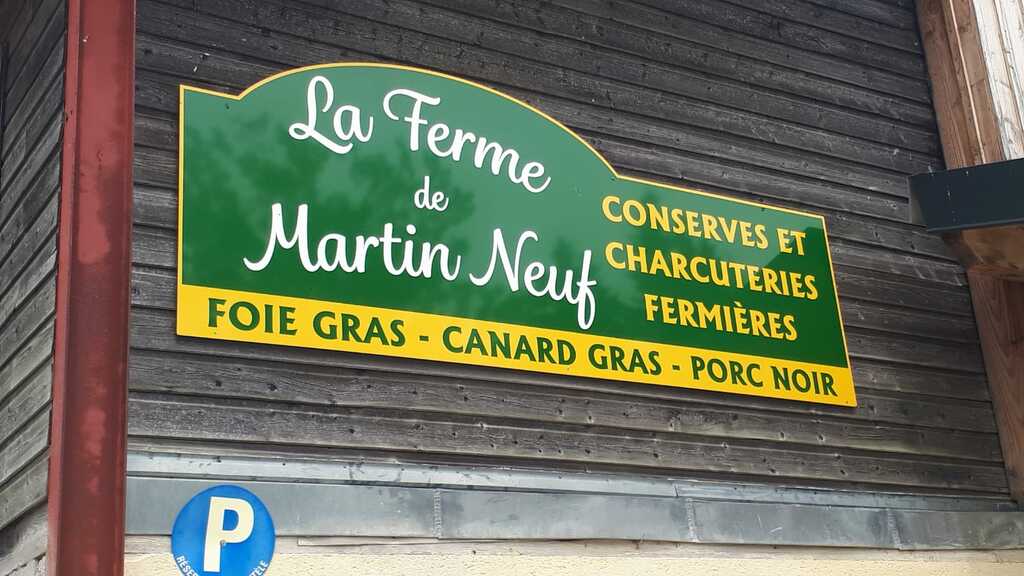 La Ferme
de
Martin Neuf
CONSERVES ET
CHARCUTERIES
FERMIÈRES
FOIE GRAS - CANARD GRAS - PORC NOIR
P